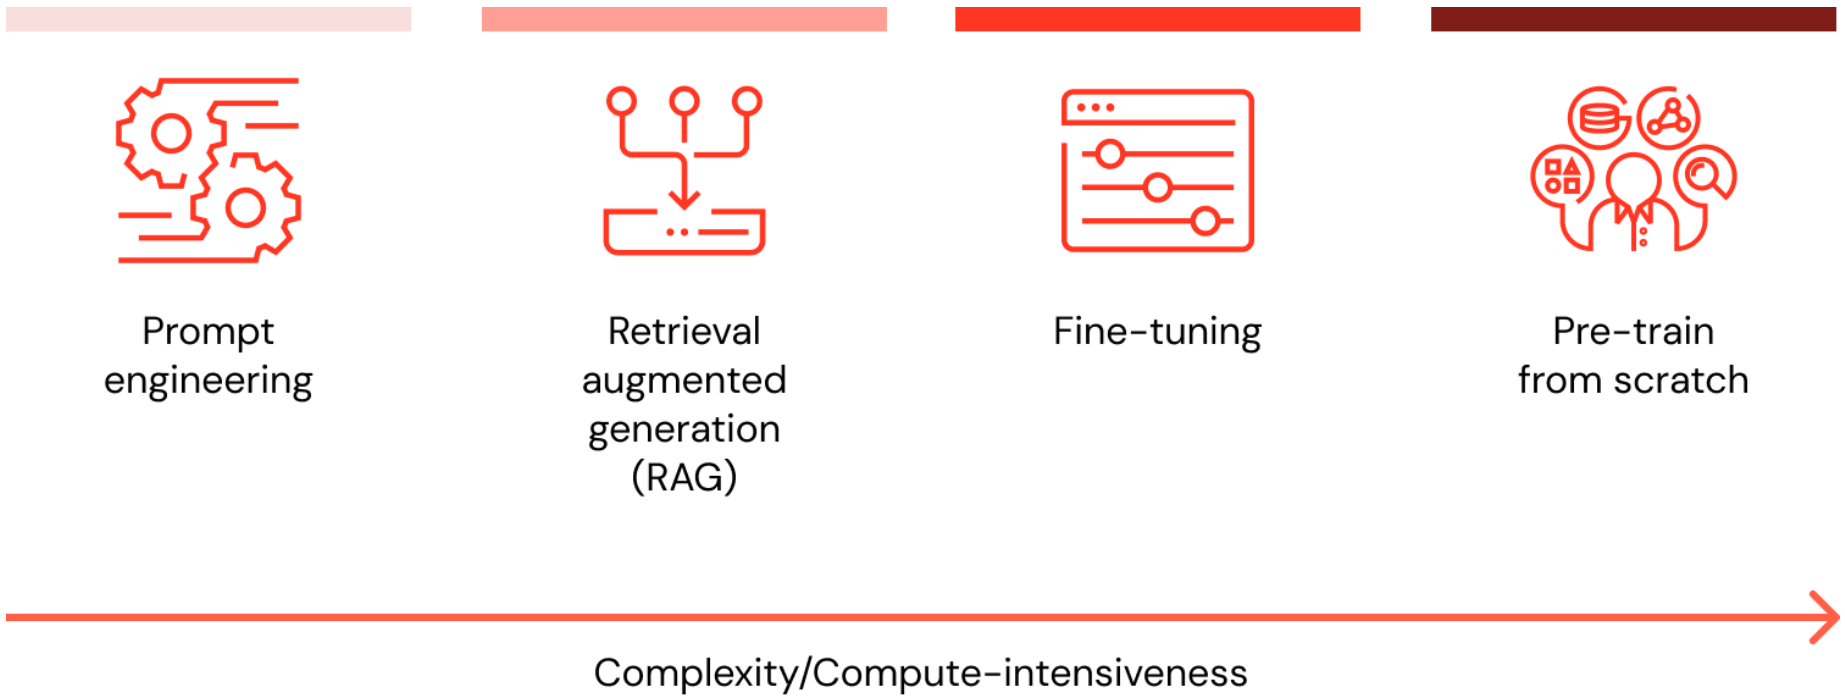 Prompt
engineering
Retrieval
augmented
generation
(RAG)
Fine-tuning
Pre-train
from scratch
Complexity/Compute-intensiveness